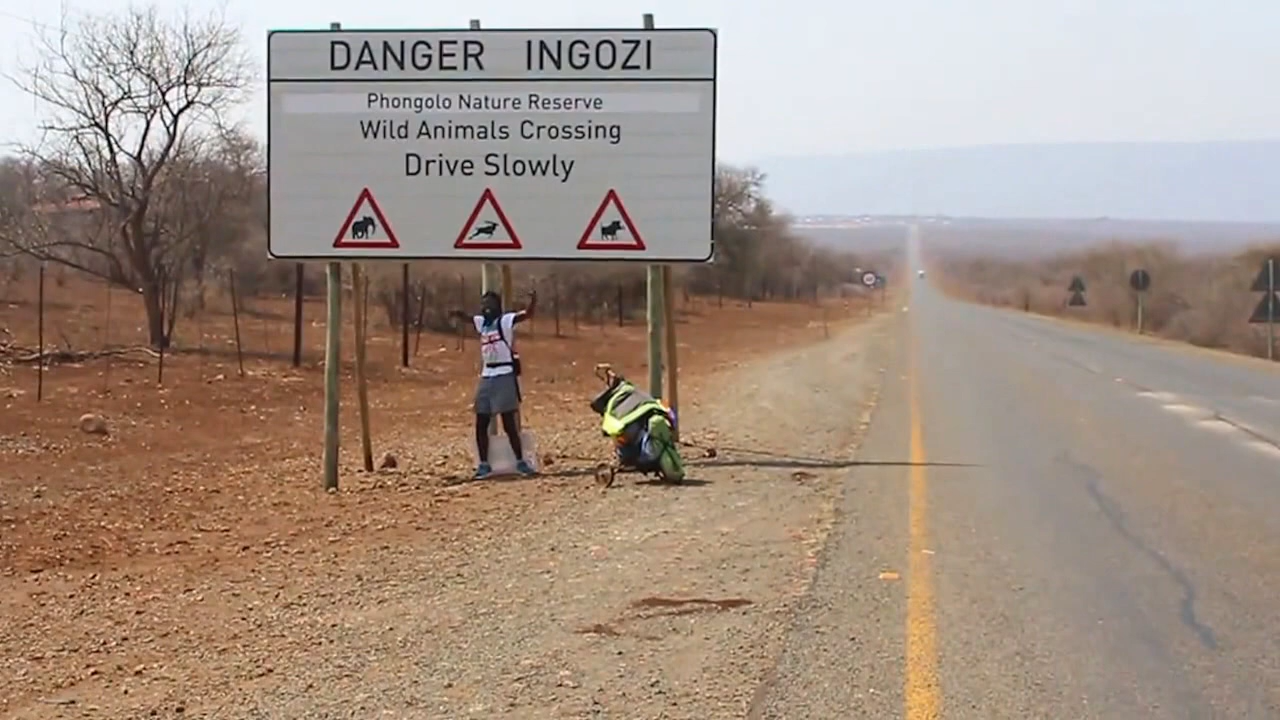 DANGER INGOZI
Phongolo Nature Reserve
Wild Animals Crossing
Drive Slowly